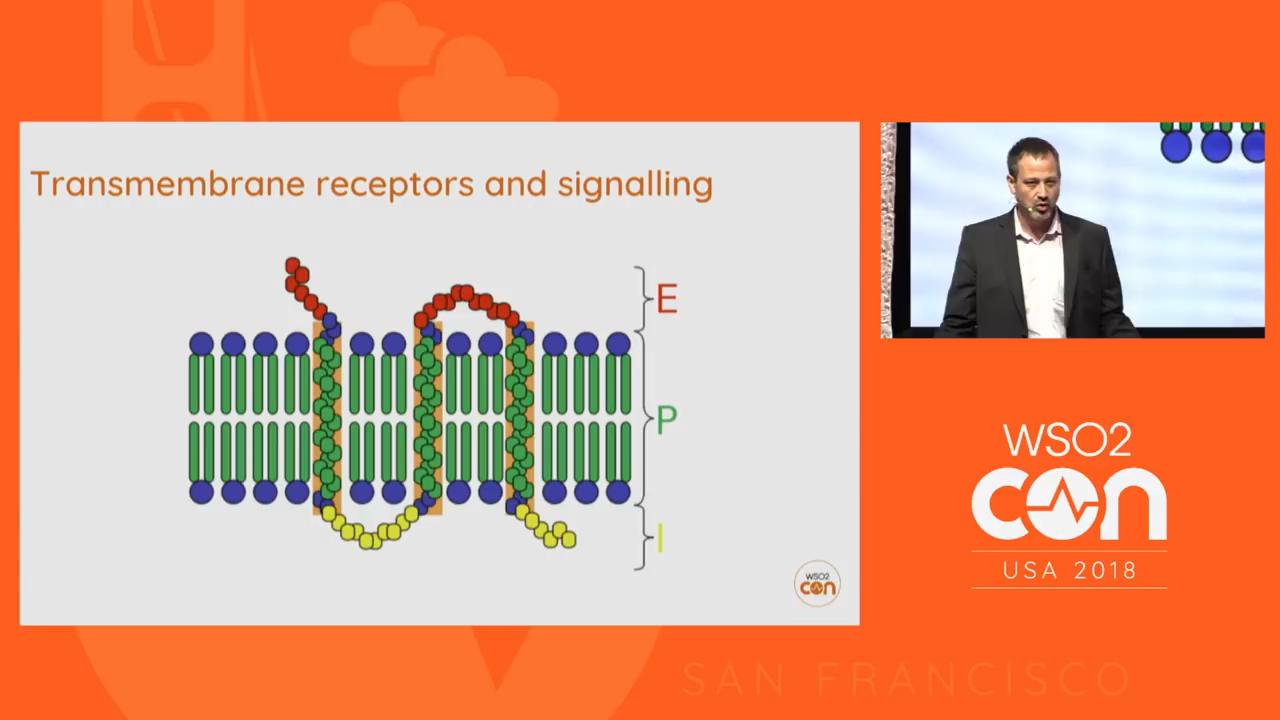 Transmembrane receptors and signalling
E
P
I
WSO2
con
WSO2
con
USA 2018
SAN FRANCISCO